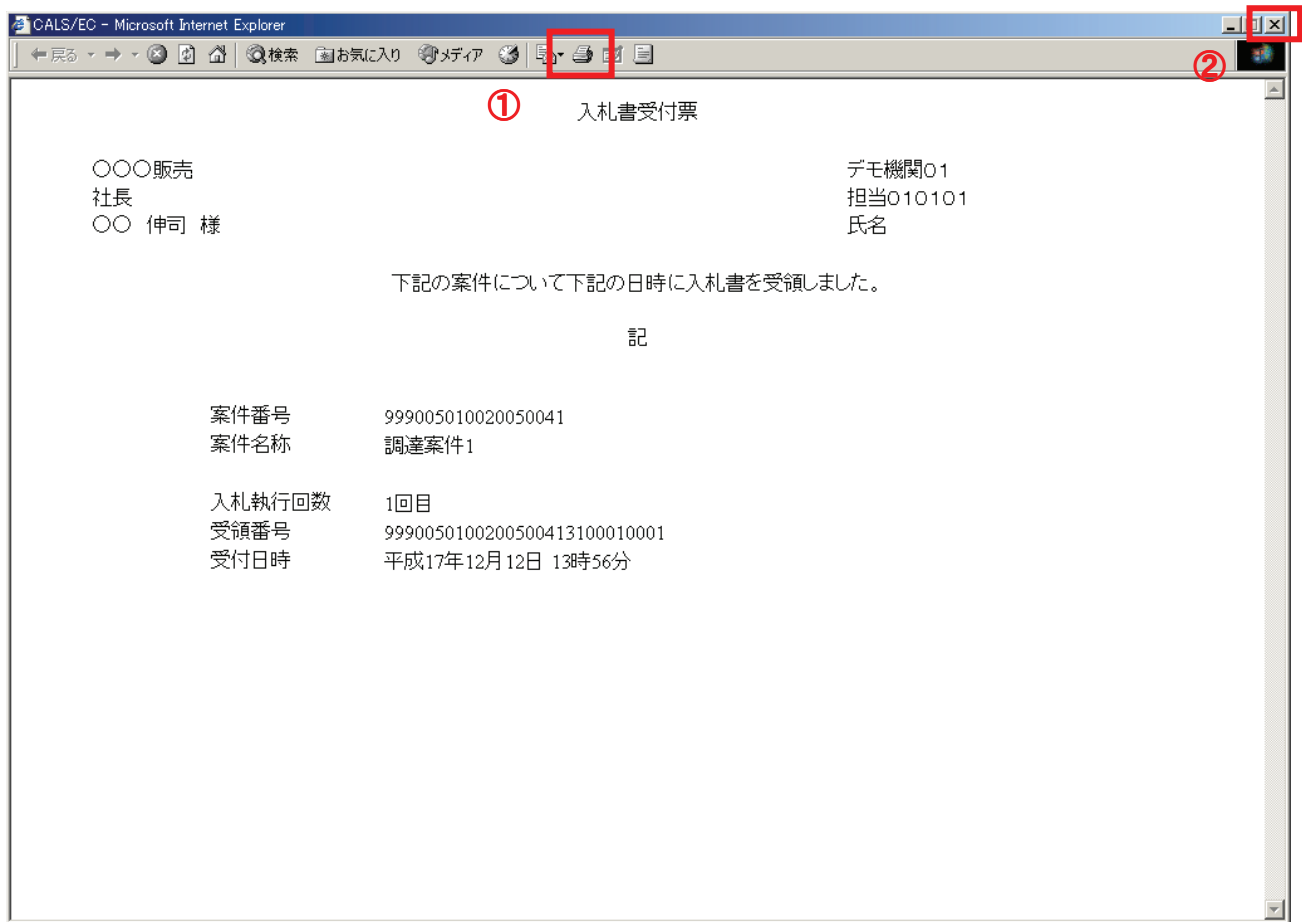 CALS/EC - Microsoft Internet Explorer
戻る 検索 お気に入り メディア
①
②
入札書受付票
○○○販売
社長
○○ 伸司 様
デモ機関01
担当010101
氏名
下記の案件について下記の日時に入札書を受領しました。
記
案件番号 999005010020050041
案件名称 調達案件1
入札執行回数 1回目
受領番号 9990050100200500413100010001
受付日時 平成17年12月12日 13時56分